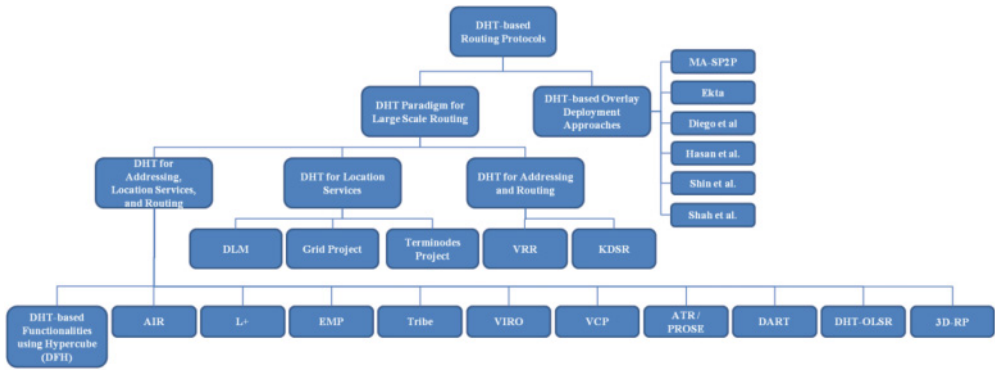 DHT-based
Routing Protocols
MA-SP2P
Ekta
Diego et al
Hasan et al.
Shin et al.
Shah et al.
DHT Paradigm for
Large Scale Routing
DHT-based Overlay
Deployment
Approaches
DHT for
Addressing,
Location Services,
and Routing
DHT for Location
Services
DHT for Addressing
and Routing
DLM
Grid Project
Terminodes
Project
VRR
KDSR
DHT-based
Functionalities
using Hypercube
(DFH)
AIR
L+
EMP
Tribe
VIRO
VCP
ATR /
PROSE
DART
DHT-OLSR
3D-RP